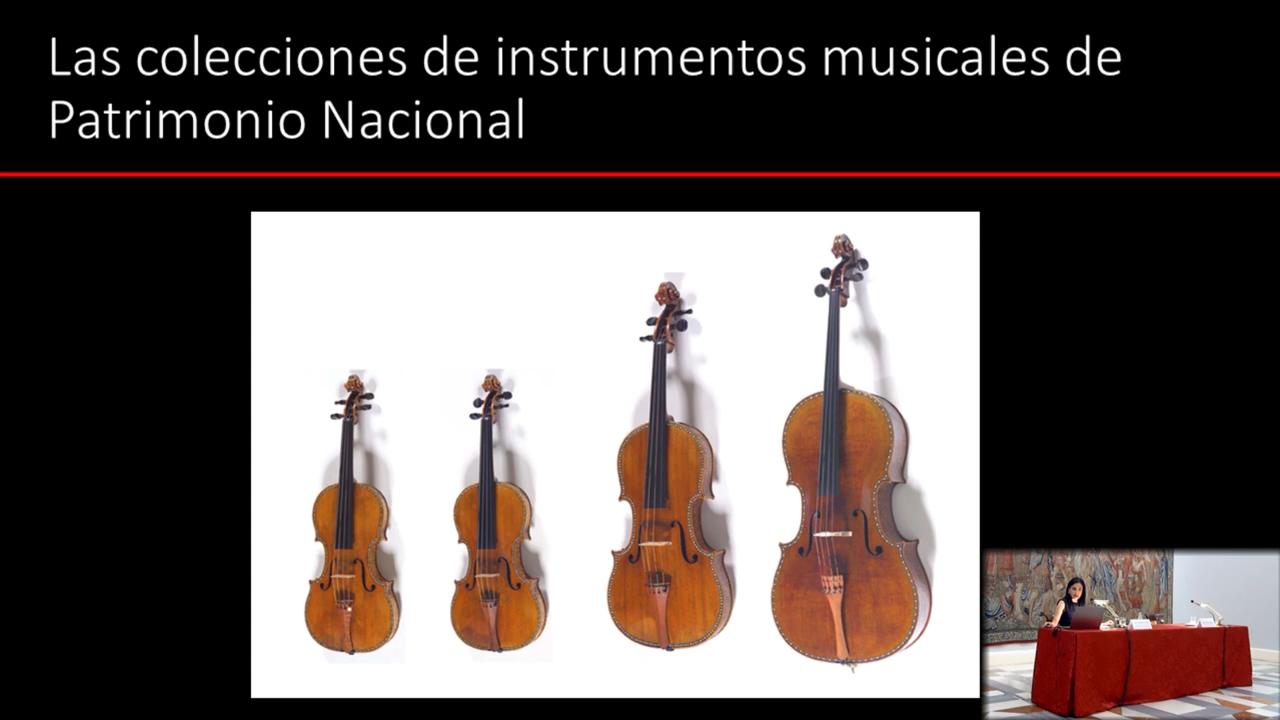 Las colecciones de instrumentos musicales de
Patrimonio Nacional